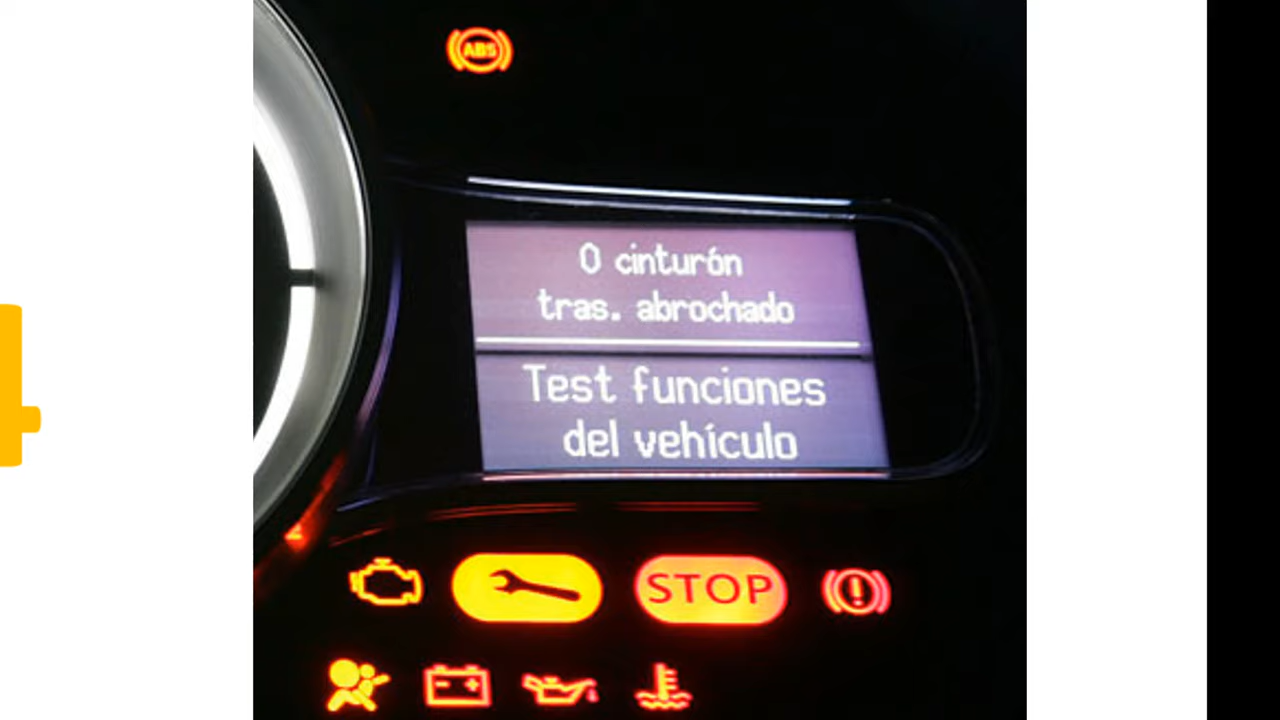 ABS
0 cinturón
tras. abrochado
Test funciones
del vehículo
STOP